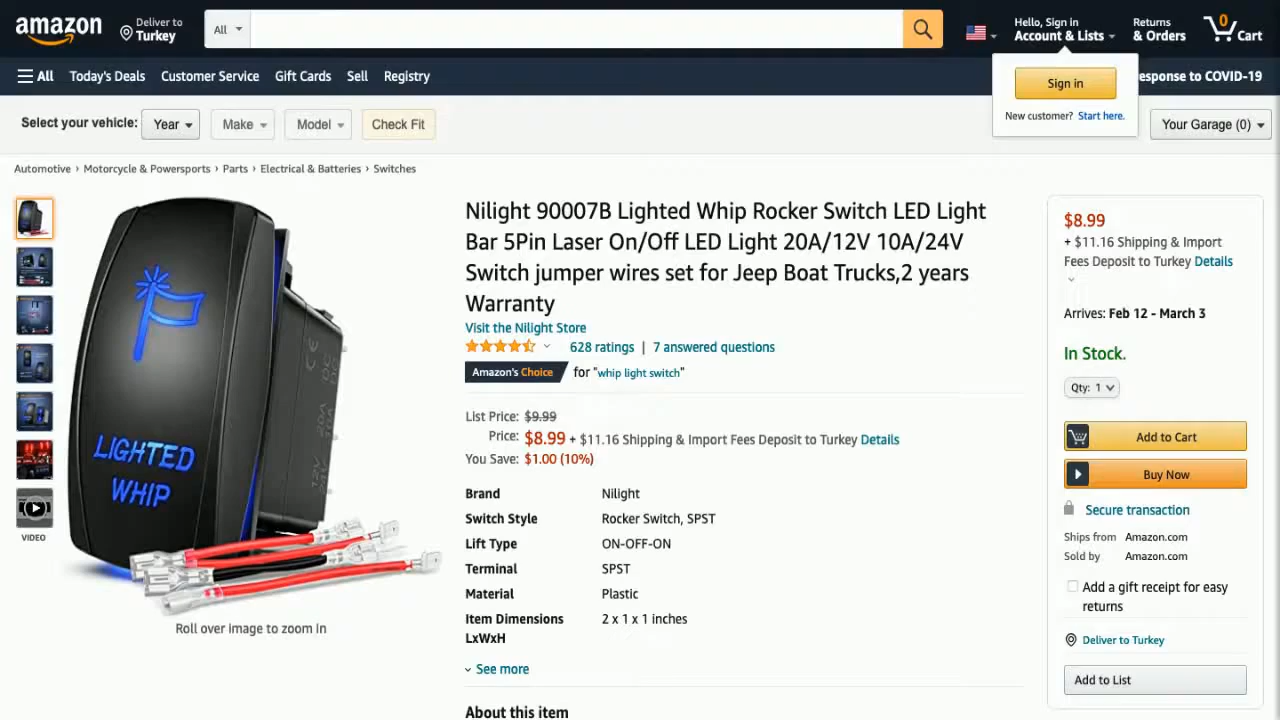 amazon
Deliver to
Turkey
All
Hello, Sign in
Account & Lists
Returns
& Orders
0
Cart
All
Today's Deals
Customer Service
Gift Cards
Sell
Registry
esponse to COVID-19
Sign in
New customer? Start here.
Select your vehicle:
Year
Make
Model
Check Fit
Your Garage (0)
Automotive › Motorcycle & Powersports › Parts › Electrical & Batteries › Switches
LIGHTED
WHIP
VIDEO
Roll over image to zoom in
Nilight 90007B Lighted Whip Rocker Switch LED Light
Bar 5Pin Laser On/Off LED Light 20A/12V 10A/24V
Switch jumper wires set for Jeep Boat Trucks,2 years
Warranty
Visit the Nilight Store
628 ratings | 7 answered questions
Amazon's Choice for "whip light switch"
List Price: $9.99
Price: $8.99 + $11.16 Shipping & Import Fees Deposit to Turkey Details
You Save: $1.00 (10%)
Brand Nilight
Switch Style Rocker Switch, SPST
Lift Type ON-OFF-ON
Terminal SPST
Material Plastic
Item Dimensions 2 x 1 x 1 inches
LxWxH
See more
About this item
$8.99
+ $11.16 Shipping & Import
Fees Deposit to Turkey Details
Arrives: Feb 12 - March 3
In Stock.
Qty: 1
Add to Cart
Buy Now
Secure transaction
Ships from Amazon.com
Sold by Amazon.com
Add a gift receipt for easy
returns
Deliver to Turkey
Add to List